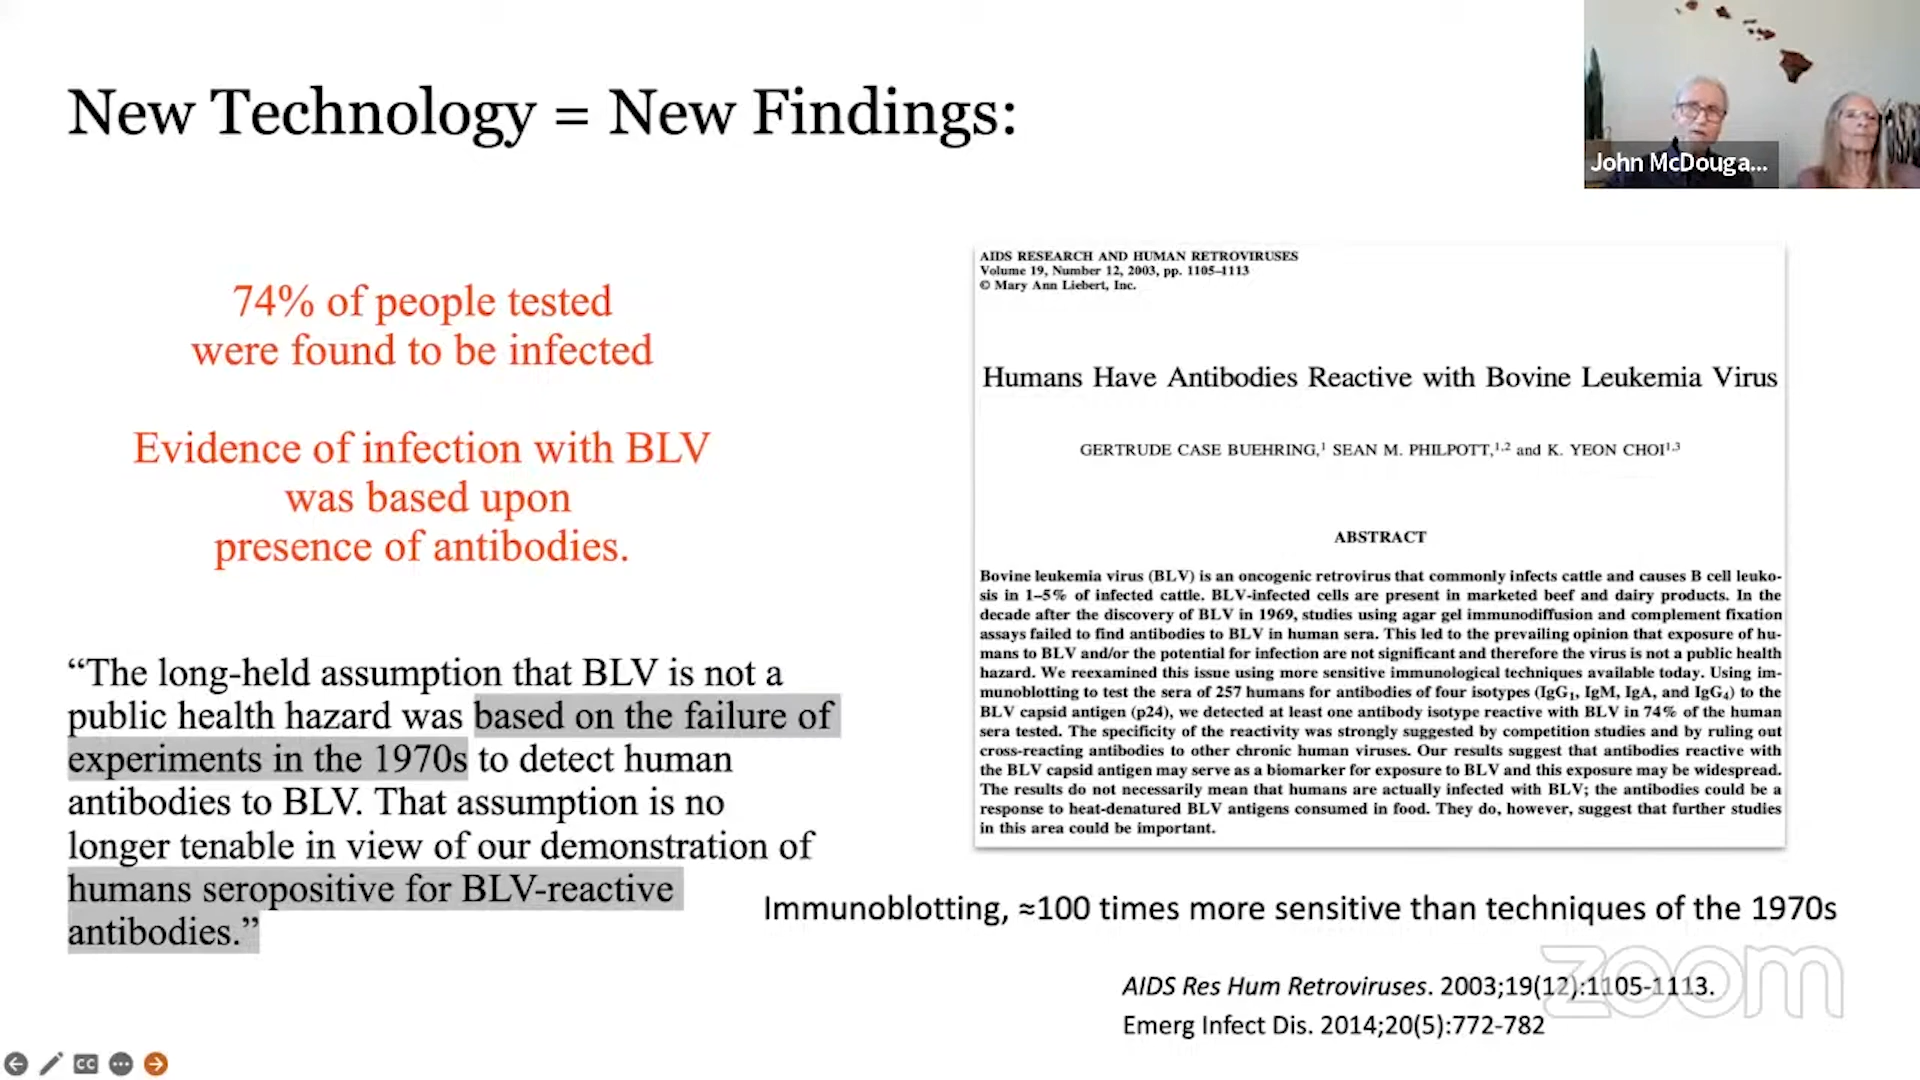 New Technology = New Findings:
John McDouga...
74% of people tested
were found to be infected
Evidence of infection with BLV
was based upon
presence of antibodies.
“The long-held assumption that BLV is not a
public health hazard was based on the failure of
experiments in the 1970s to detect human
antibodies to BLV. That assumption is no
longer tenable in view of our demonstration of
humans seropositive for BLV-reactive
antibodies.”
AIDS RESEARCH AND HUMAN RETROVIRUSES
Volume 19, Number 12, 2003, pp. 1105–1113
© Mary Ann Liebert, Inc.
Humans Have Antibodies Reactive with Bovine Leukemia Virus
GERTRUDE CASE BUEHRING,¹ SEAN M. PHILPOTT,¹,² and K. YEON CHOI¹,³
ABSTRACT
Bovine leukemia virus (BLV) is an oncogenic retrovirus that commonly infects cattle and causes B cell leuko-
sis in 1–5% of infected cattle. BLV-infected cells are present in marketed beef and dairy products. In the
decade after the discovery of BLV in 1969, studies using agar gel immunodiffusion and complement fixation
assays failed to find antibodies to BLV in human sera. This led to the prevailing opinion that exposure of hu-
mans to BLV and/or the potential for infection are not significant and therefore the virus is not a public health
hazard. We reexamined this issue using more sensitive immunological techniques available today. Using im-
munoblotting to test the sera of 257 humans for antibodies of four isotypes (IgG₁, IgM, IgA, and IgG₄) to the
BLV capsid antigen (p24), we detected at least one antibody isotype reactive with BLV in 74% of the human
sera tested. The specificity of the reactivity was strongly suggested by competition studies and by ruling out
cross-reacting antibodies to other chronic human viruses. Our results suggest that antibodies reactive with
the BLV capsid antigen may serve as a biomarker for exposure to BLV and this exposure may be widespread.
The results do not necessarily mean that humans are actually infected with BLV; the antibodies could be a
response to heat-denatured BLV antigens consumed in food. They do, however, suggest that further studies
in this area could be important.
Immunoblotting, ≈100 times more sensitive than techniques of the 1970s
zoom
AIDS Res Hum Retroviruses. 2003;19(12):1105-1113.
Emerg Infect Dis. 2014;20(5):772-782
CC